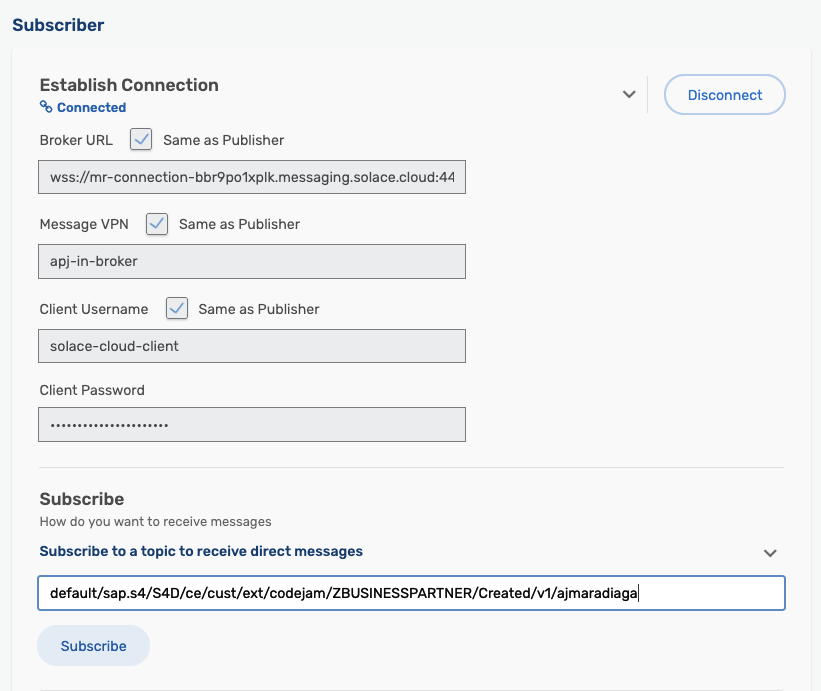 Subscriber
Establish Connection
Connected
Disconnect
Broker URL Same as Publisher
wss://mr-connection-bbr9po1xplk.messaging.solace.cloud:44
Message VPN Same as Publisher
apj-in-broker
Client Username Same as Publisher
solace-cloud-client
Client Password
••••••••••••••••••••••
Subscribe
How do you want to receive messages
Subscribe to a topic to receive direct messages
default/sap.s4/S4D/ce/cust/ext/codejam/ZBUSINESSPARTNER/Created/v1/ajmaradiaga
Subscribe